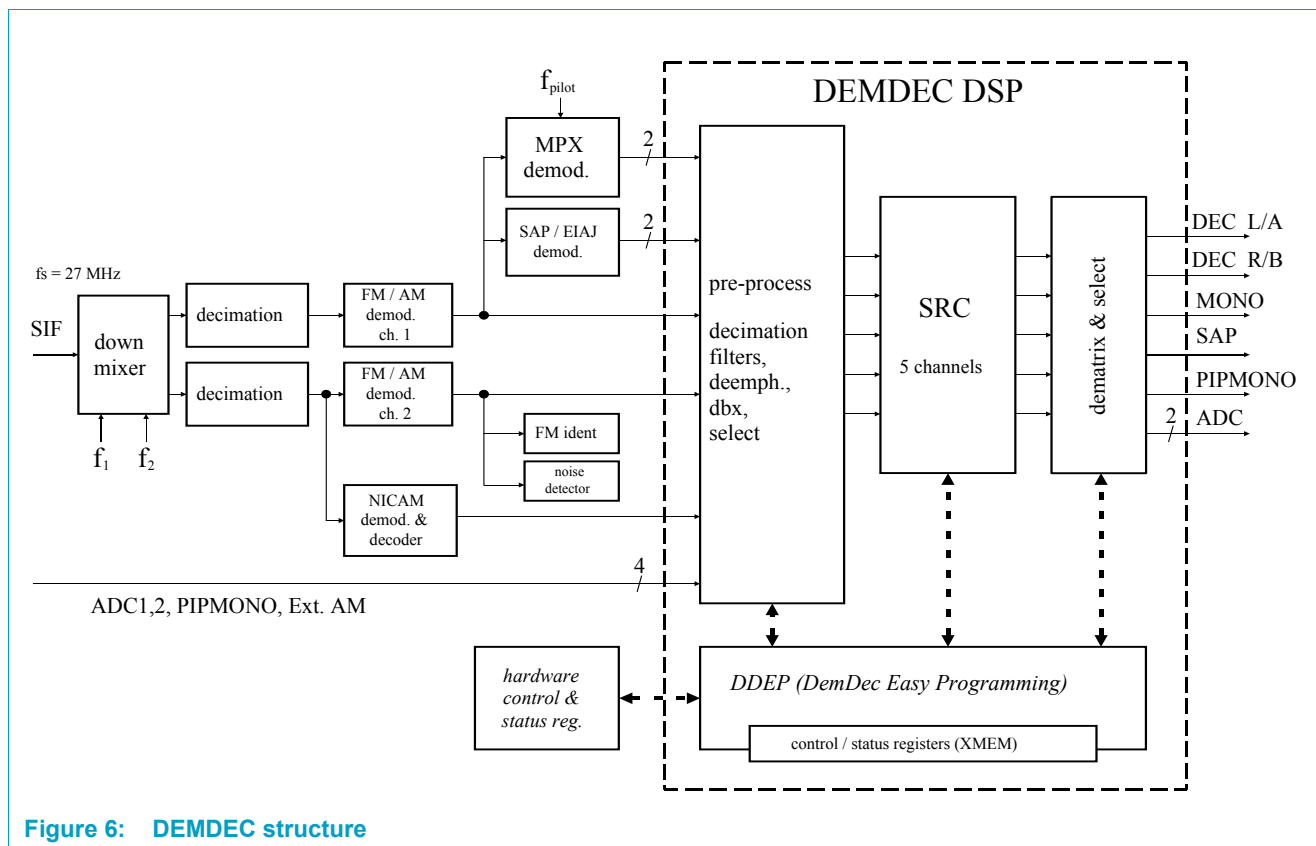 DEMDEC DSP
fpilot
MPX
demod.
2
SAP / EIAJ
demod.
2
fs = 27 MHz
SIF
down
mixer
f1
f2
decimation
decimation
FM / AM
demod.
ch. 1
FM / AM
demod.
ch. 2
FM ident
noise
detector
NICAM
demod. &
decoder
4
ADC1,2, PIPMONO, Ext. AM
pre-process
decimation
filters,
deemph.,
dbx,
select
SRC
5 channels
dematrix & select
DEC L/A
DEC R/B
MONO
SAP
PIPMONO
2
ADC
hardware
control &
status reg.
DDEP (DemDec Easy Programming)
control / status registers (XMEM)
Figure 6: DEMDEC structure